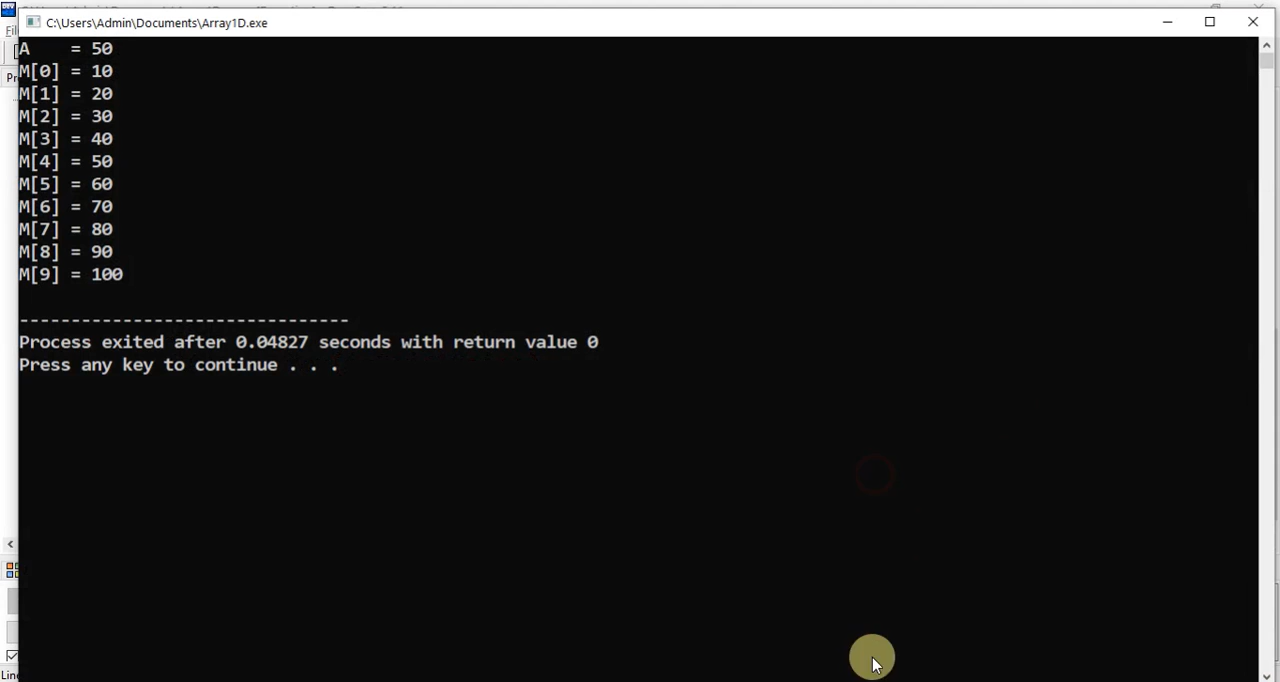 C:\Users\Admin\Documents\Array1D.exe
A    = 50
M[0] = 10
M[1] = 20
M[2] = 30
M[3] = 40
M[4] = 50
M[5] = 60
M[6] = 70
M[7] = 80
M[8] = 90
M[9] = 100
--------------------------------
Process exited after 0.04827 seconds with return value 0
Press any key to continue . . .